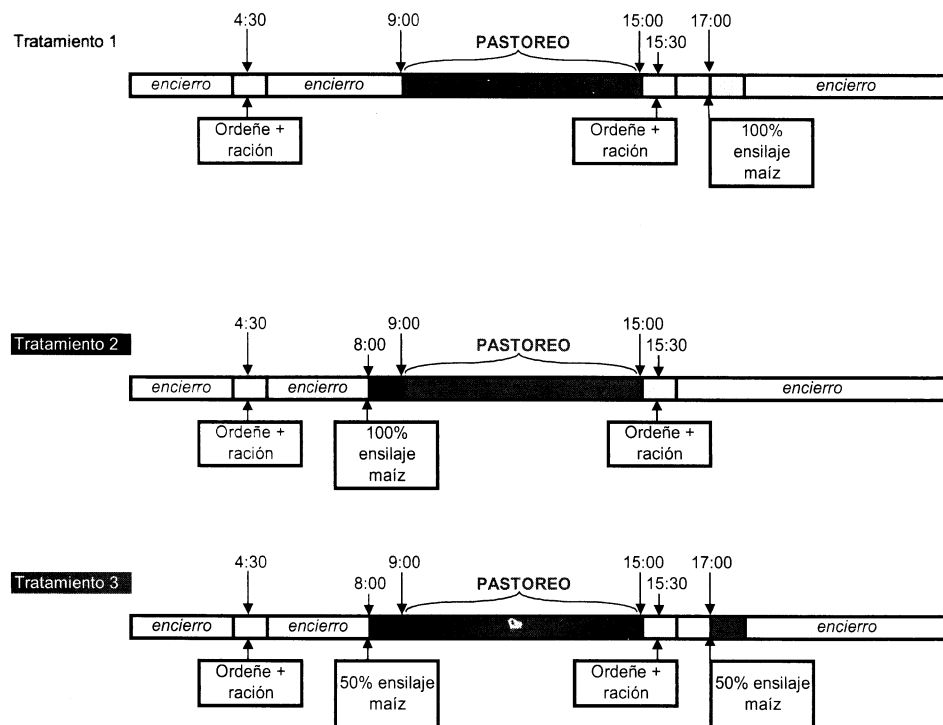 4:30
9:00
15:00
17:00
Tratamiento 1
PASTOREO
15:30
encierro
encierro
encierro
Ordeñe +
ración
Ordeñe +
ración
100%
ensilaje
maíz
4:30
9:00
15:00
Tratamiento 2
8:00
PASTOREO
15:30
encierro
encierro
encierro
Ordeñe +
ración
100%
ensilaje
maíz
Ordeñe +
ración
4:30
9:00
15:00
17:00
Tratamiento 3
8:00
PASTOREO
15:30
encierro
encierro
encierro
Ordeñe +
ración
50% ensilaje
maíz
Ordeñe +
ración
50% ensilaje
maíz